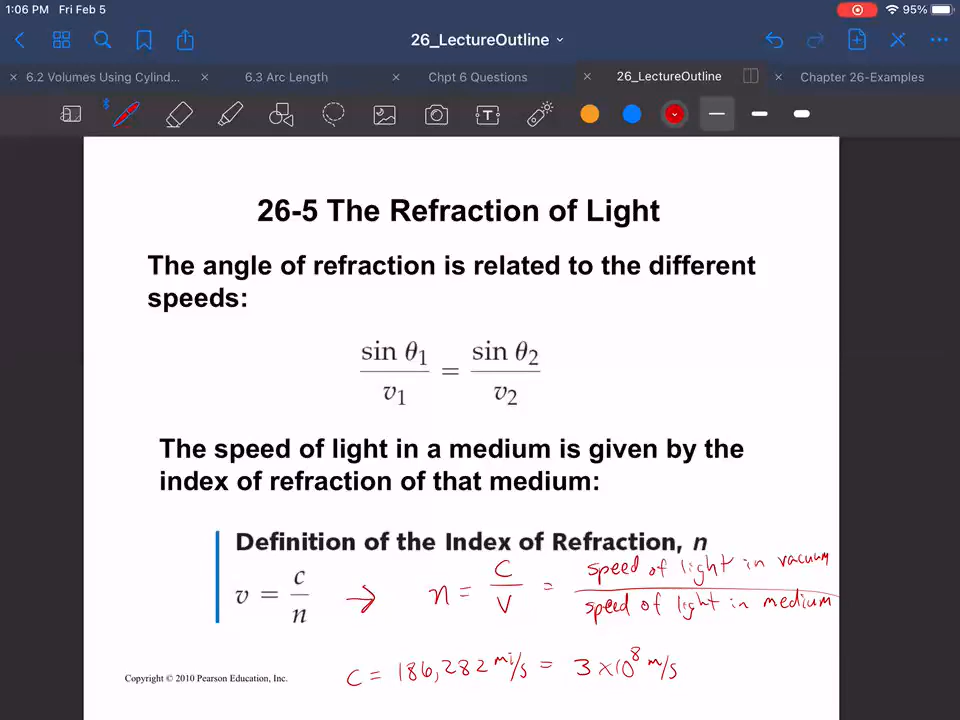 1:06 PM Fri Feb 5 95%
26_LectureOutline
6.2 Volumes Using Cylind... 6.3 Arc Length Chpt 6 Questions 26_LectureOutline Chapter 26-Examples
T
26-5 The Refraction of Light
The angle of refraction is related to the different
speeds:
sin θ1 / v1 = sin θ2 / v2
The speed of light in a medium is given by the
index of refraction of that medium:
Definition of the Index of Refraction, n
v = c / n → n = c / v = speed of light in vacuum / speed of light in medium
c = 186,282 mi/s = 3 × 10^8 m/s
Copyright © 2010 Pearson Education, Inc.